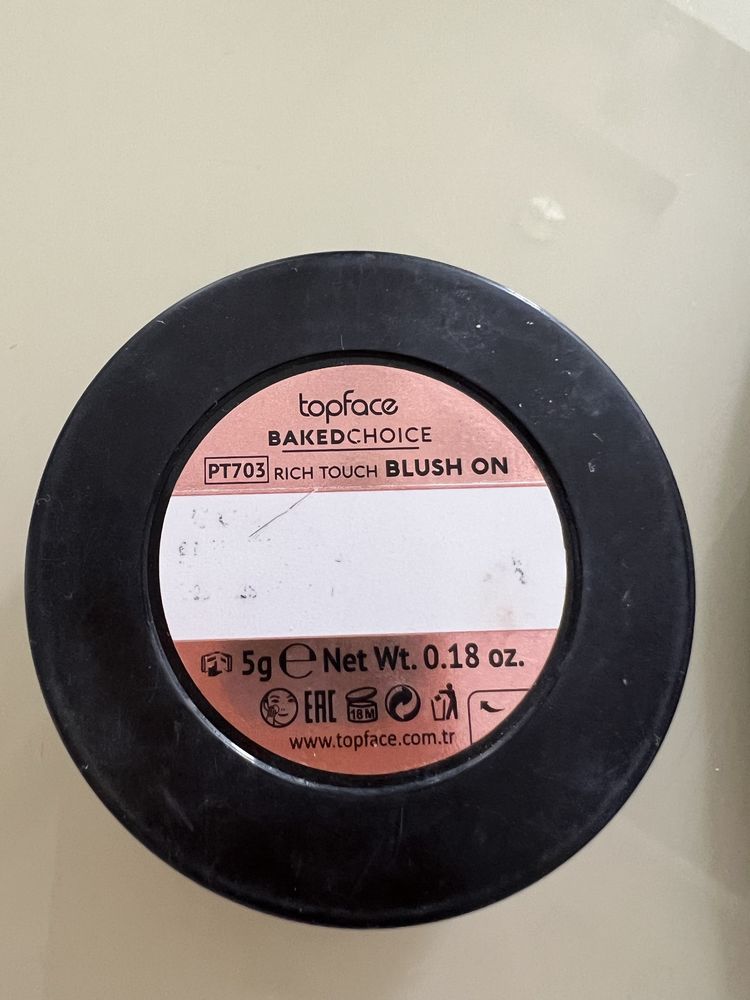 topface
BAKEDCHOICE
PT703 RICH TOUCH BLUSH ON
5g e Net Wt. 0.18 oz.
EAC 18M
www.topface.com.tr